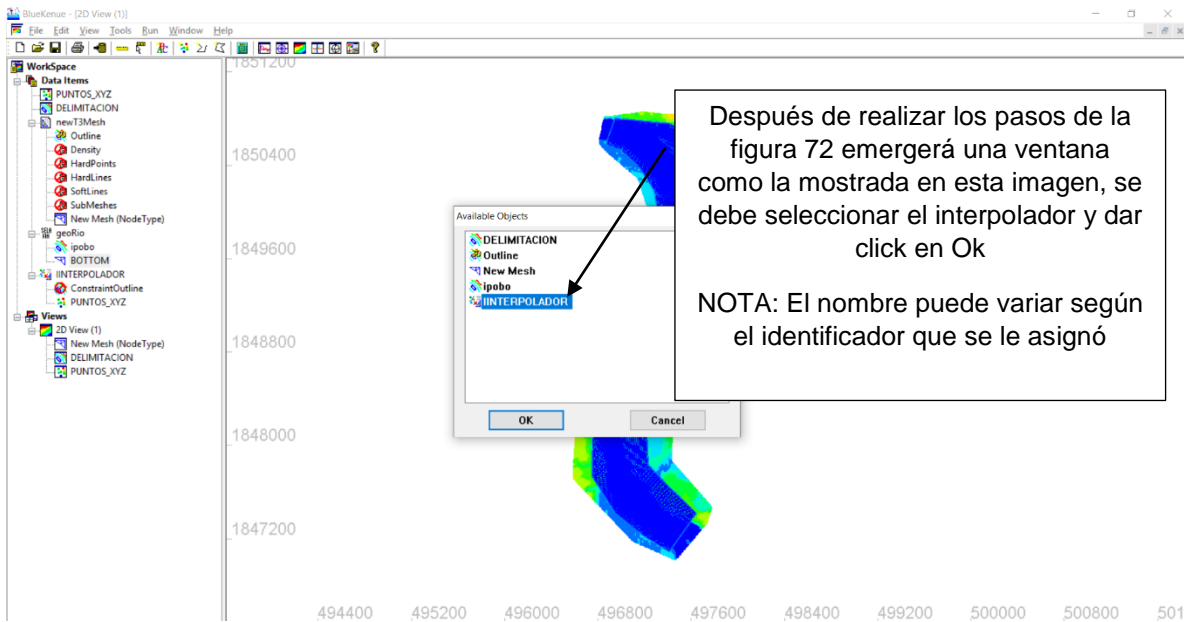 BlueKenue - [2D View (1)]
File Edit View Tools Run Window Help
WorkSpace
Data Items
PUNTOS_XYZ
DELIMITACION
newT3Mesh
Outline
Density
HardPoints
HardLines
SoftLines
SubMeshes
New Mesh (NodeType)
geoRio
ipobo
BOTTOM
IINTERPOLADOR
ConstraintOutline
PUNTOS_XYZ
Views
2D View (1)
New Mesh (NodeType)
DELIMITACION
PUNTOS_XYZ
1851200
1850400
1849600
1848800
1848000
1847200
494400 495200 496000 496800 497600 498400 499200 500000 500800 501
Available Objects
DELIMITACION
Outline
New Mesh
ipobo
IINTERPOLADOR
OK Cancel
Después de realizar los pasos de la
figura 72 emergerá una ventana
como la mostrada en esta imagen, se
debe seleccionar el interpolador y dar
click en Ok
NOTA: El nombre puede variar según
el identificador que se le asignó